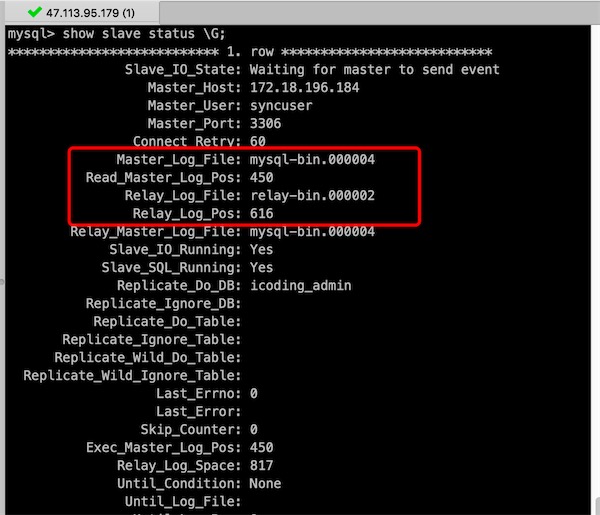 47.113.95.179 (1)
mysql> show slave status \G;
*************************** 1. row ***************************
Slave_IO_State: Waiting for master to send event
Master_Host: 172.18.196.184
Master_User: syncuser
Master_Port: 3306
Connect_Retry: 60
Master_Log_File: mysql-bin.000004
Read_Master_Log_Pos: 450
Relay_Log_File: relay-bin.000002
Relay_Log_Pos: 616
Relay_Master_Log_File: mysql-bin.000004
Slave_IO_Running: Yes
Slave_SQL_Running: Yes
Replicate_Do_DB: icoding_admin
Replicate_Ignore_DB:
Replicate_Do_Table:
Replicate_Ignore_Table:
Replicate_Wild_Do_Table:
Replicate_Wild_Ignore_Table:
Last_Errno: 0
Last_Error:
Skip_Counter: 0
Exec_Master_Log_Pos: 450
Relay_Log_Space: 817
Until_Condition: None
Until_Log_File: